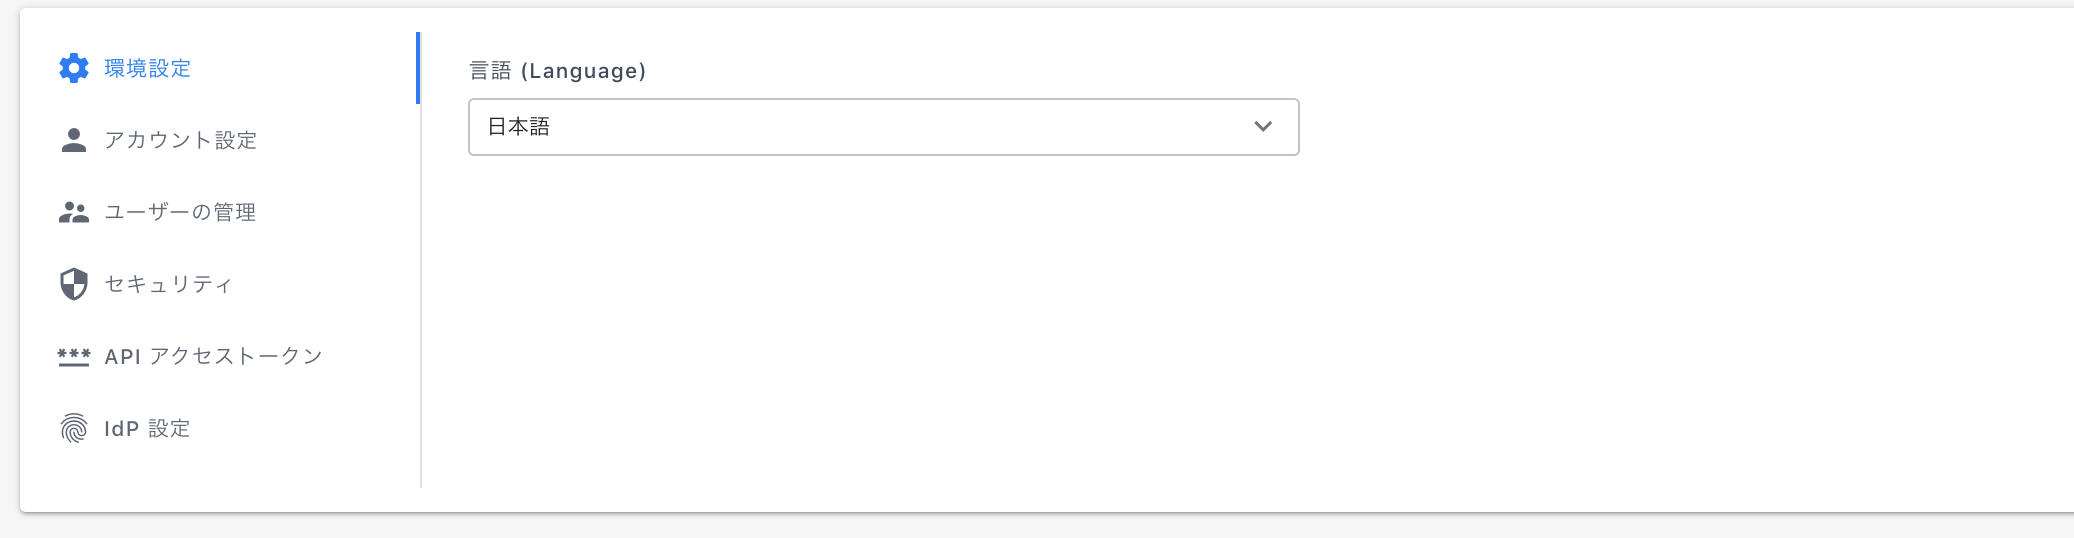 環境設定
アカウント設定
ユーザーの管理
セキュリティ
*** API アクセストークン
IdP 設定
言語 (Language)
日本語